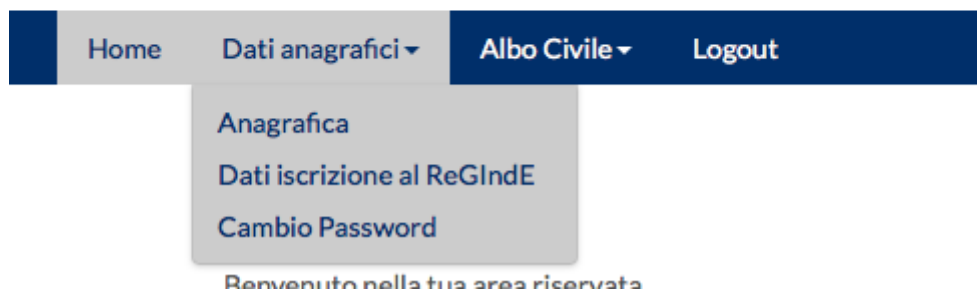 Home Dati anagrafici Albo Civile Logout
Anagrafica
Dati iscrizione al ReGIndE
Cambio Password
Benvenuto nella tua area riservata